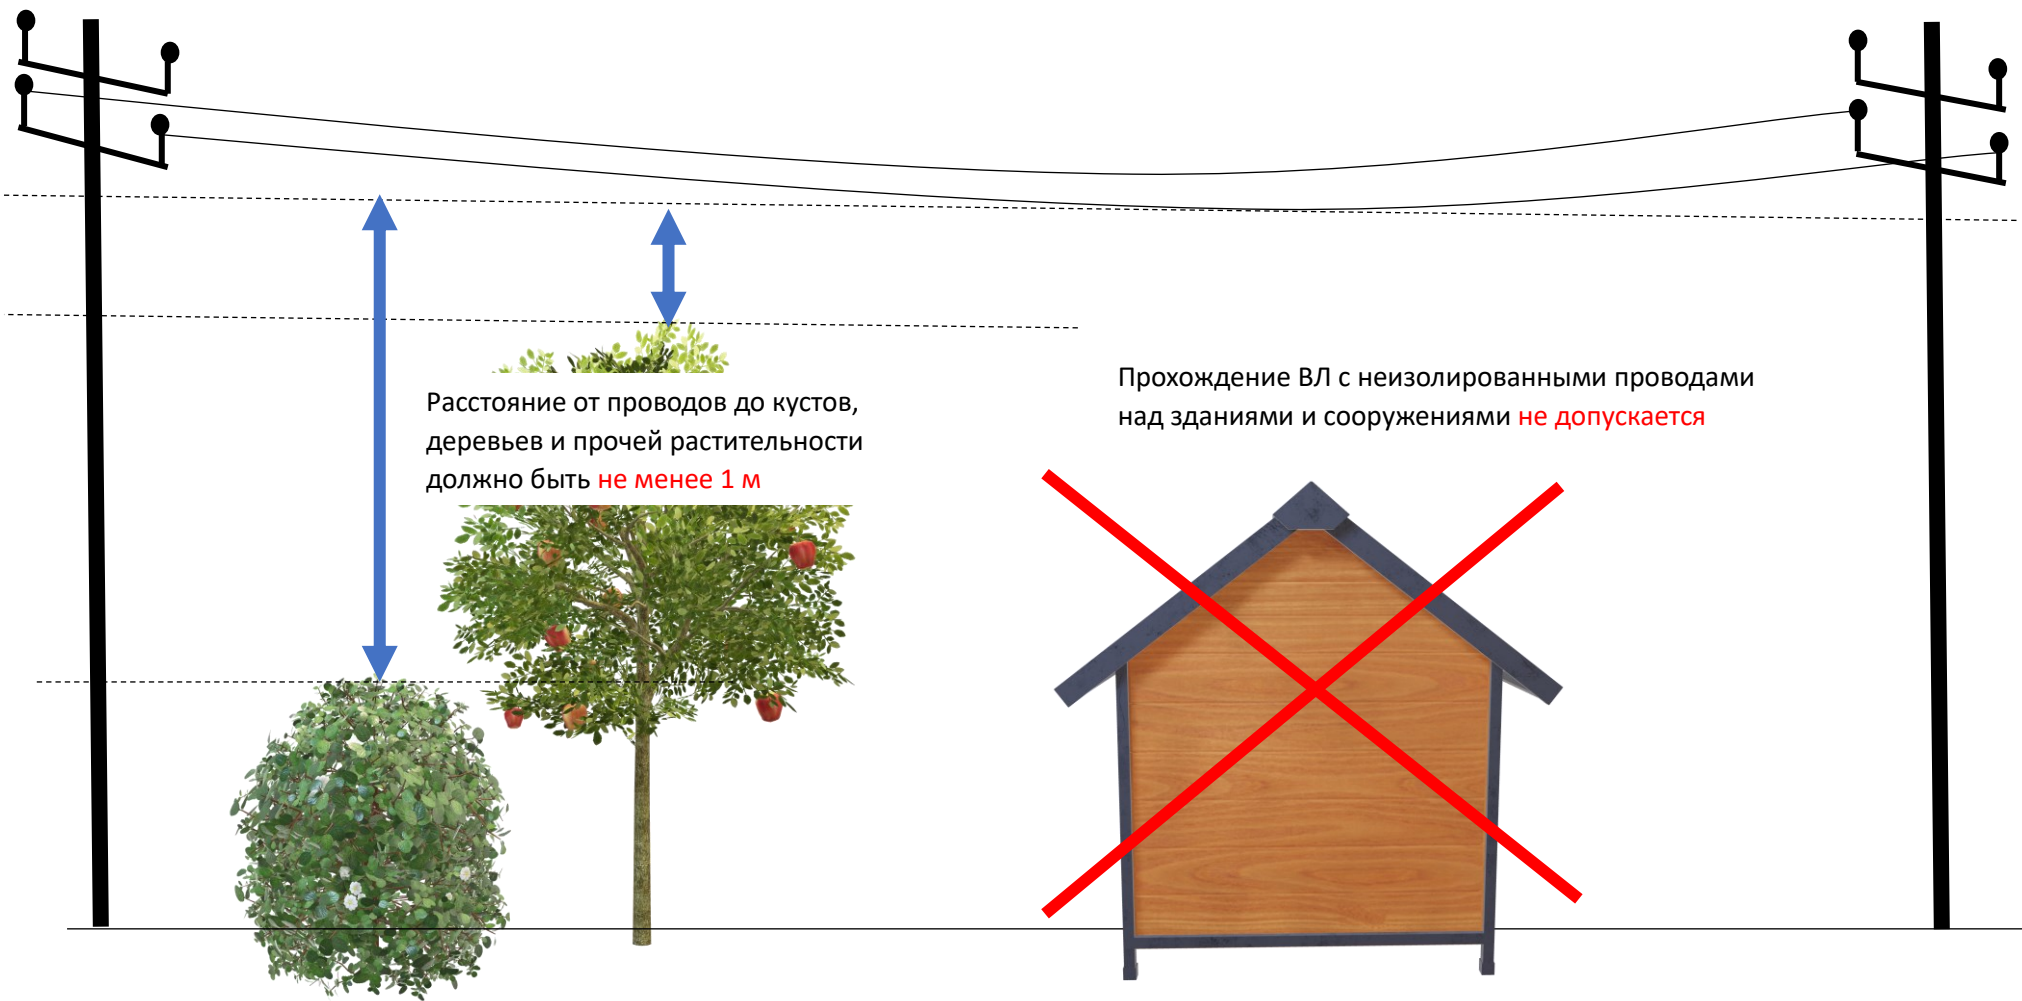 Расстояние от проводов до кустов,
деревьев и прочей растительности
должно быть не менее 1 м
Прохождение ВЛ с неизолированными проводами
над зданиями и сооружениями не допускается